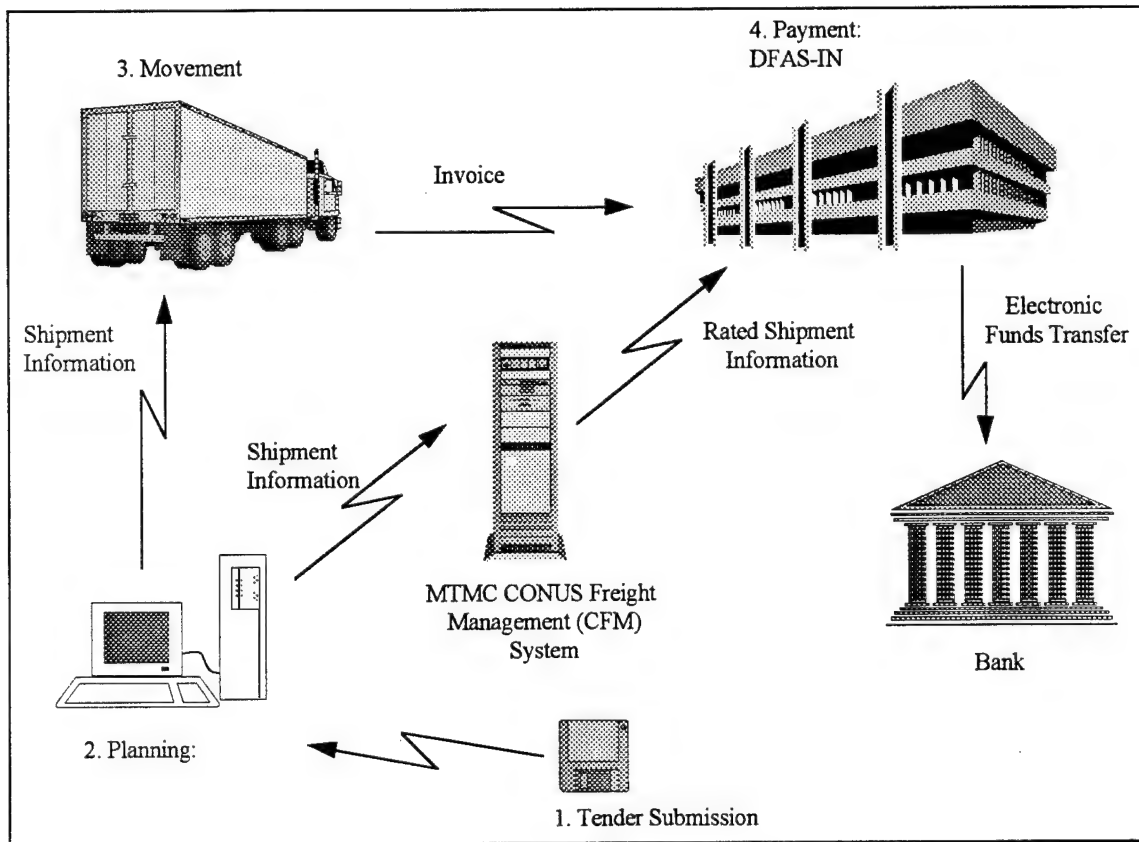 4. Payment:
DFAS-IN
3. Movement
Invoice
Shipment
Information
Rated Shipment
Information
Electronic
Funds Transfer
Shipment
Information
MTMC CONUS Freight
Management (CFM)
System
Bank
2. Planning:
1. Tender Submission